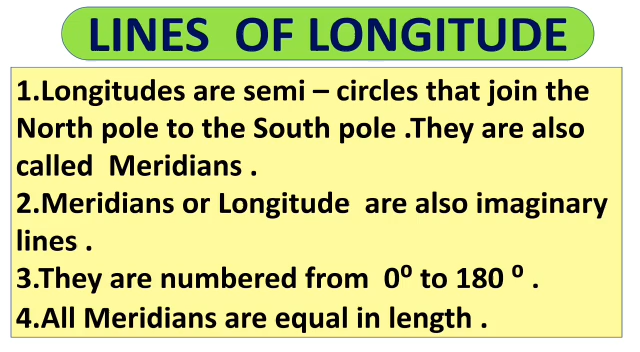 LINES  OF LONGITUDE
1.Longitudes are semi – circles that join the
North pole to the South pole .They are also
called  Meridians .
2.Meridians or Longitude  are also imaginary
lines .
3.They are numbered from  0⁰ to 180 ⁰ .
4.All Meridians are equal in length .